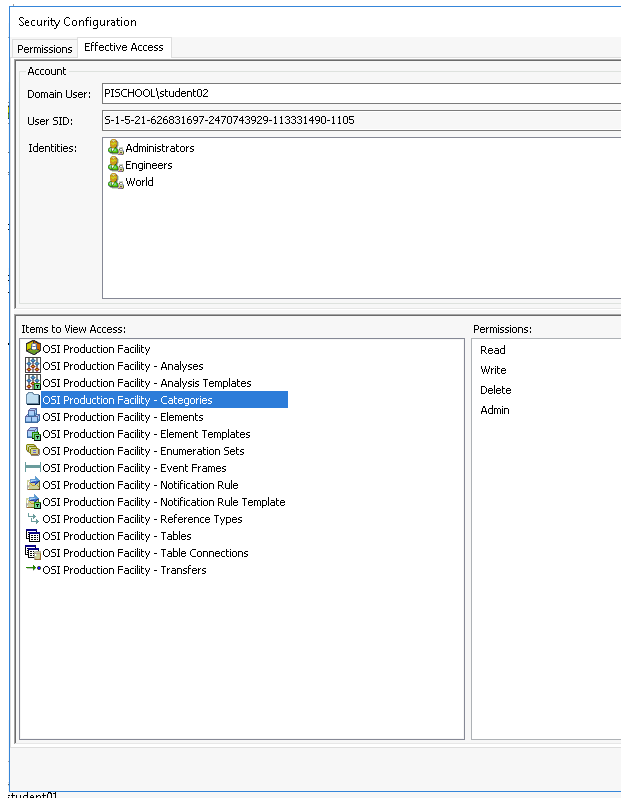 Security Configuration
Permissions
Effective Access
Account
Domain User: PISCHOOL\student02
User SID: S-1-5-21-626831697-2470743929-113331490-1105
Identities:
Administrators
Engineers
World
Items to View Access:
OSI Production Facility
OSI Production Facility - Analyses
OSI Production Facility - Analysis Templates
OSI Production Facility - Categories
OSI Production Facility - Elements
OSI Production Facility - Element Templates
OSI Production Facility - Enumeration Sets
OSI Production Facility - Event Frames
OSI Production Facility - Notification Rule
OSI Production Facility - Notification Rule Template
OSI Production Facility - Reference Types
OSI Production Facility - Tables
OSI Production Facility - Table Connections
OSI Production Facility - Transfers
Permissions:
Read
Write
Delete
Admin
student01